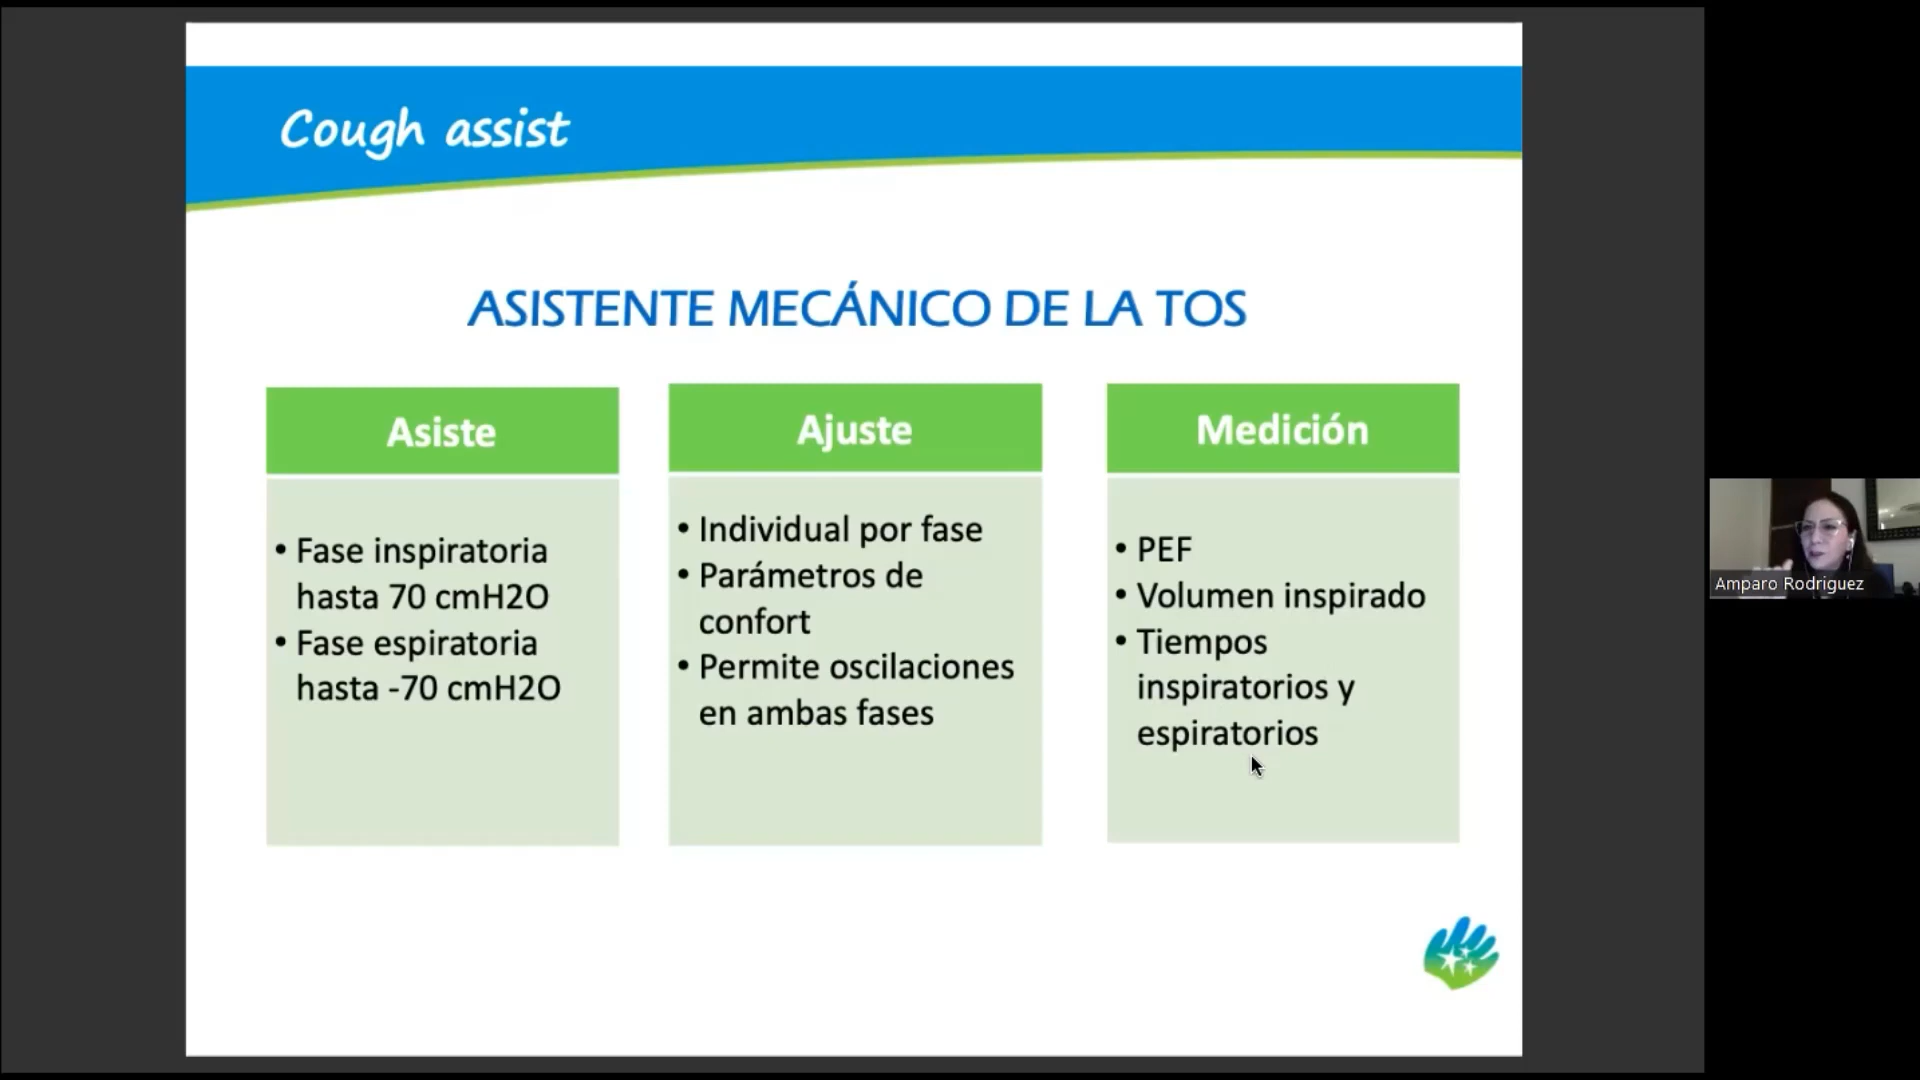 Cough assist
ASISTENTE MECÁNICO DE LA TOS
Asiste
• Fase inspiratoria
hasta 70 cmH2O
• Fase espiratoria
hasta -70 cmH2O
Ajuste
• Individual por fase
• Parámetros de
confort
• Permite oscilaciones
en ambas fases
Medición
• PEF
• Volumen inspirado
• Tiempos
inspiratorios y
espiratorios
Amparo Rodriguez